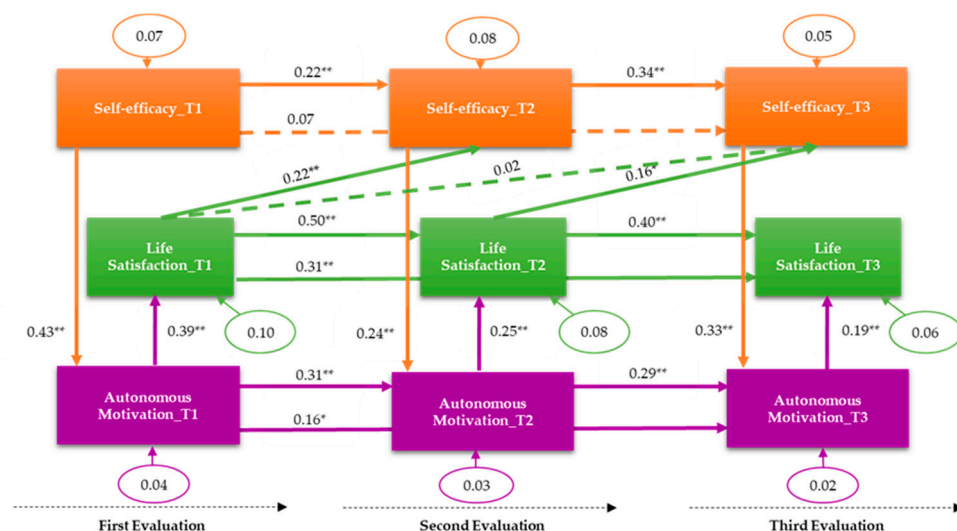 0.07
0.08
0.05
Self-efficacy_T1
0.22**
Self-efficacy_T2
0.34**
Self-efficacy_T3
0.07
0.22**
0.02
0.16*
Life
Satisfaction_T1
0.50**
0.31**
Life
Satisfaction_T2
0.40**
Life
Satisfaction_T3
0.43**
0.39**
0.10
0.24**
0.25**
0.08
0.33**
0.19**
0.06
Autonomous
Motivation_T1
0.31**
0.16*
Autonomous
Motivation_T2
0.29**
Autonomous
Motivation_T3
0.04
0.03
0.02
First Evaluation
Second Evaluation
Third Evaluation